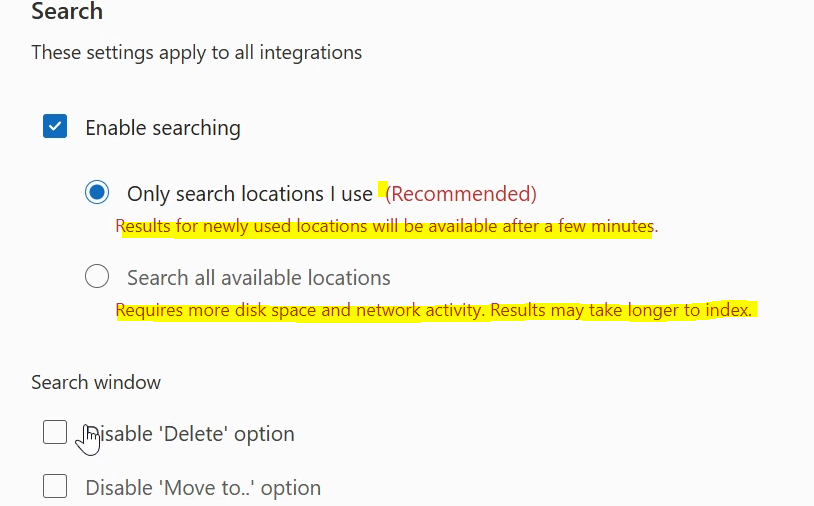 Search
These settings apply to all integrations
Enable searching
Only search locations I use (Recommended)
Results for newly used locations will be available after a few minutes.
Search all available locations
Requires more disk space and network activity. Results may take longer to index.
Search window
Disable 'Delete' option
Disable 'Move to..' option